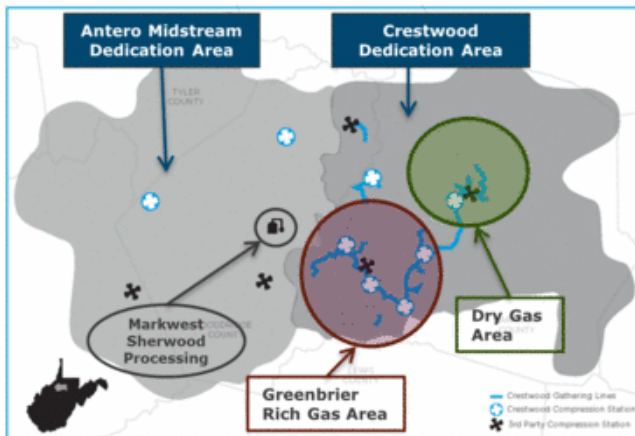 Antero Midstream
Dedication Area
Crestwood
Dedication Area
TYLER
COUNTY
Markwest
Sherwood
Processing
Dry Gas
Area
COUNTY
Greenbrier
Rich Gas Area
Crestwood Gathering Lines
Crestwood Compression Station
3rd Party Compression Station